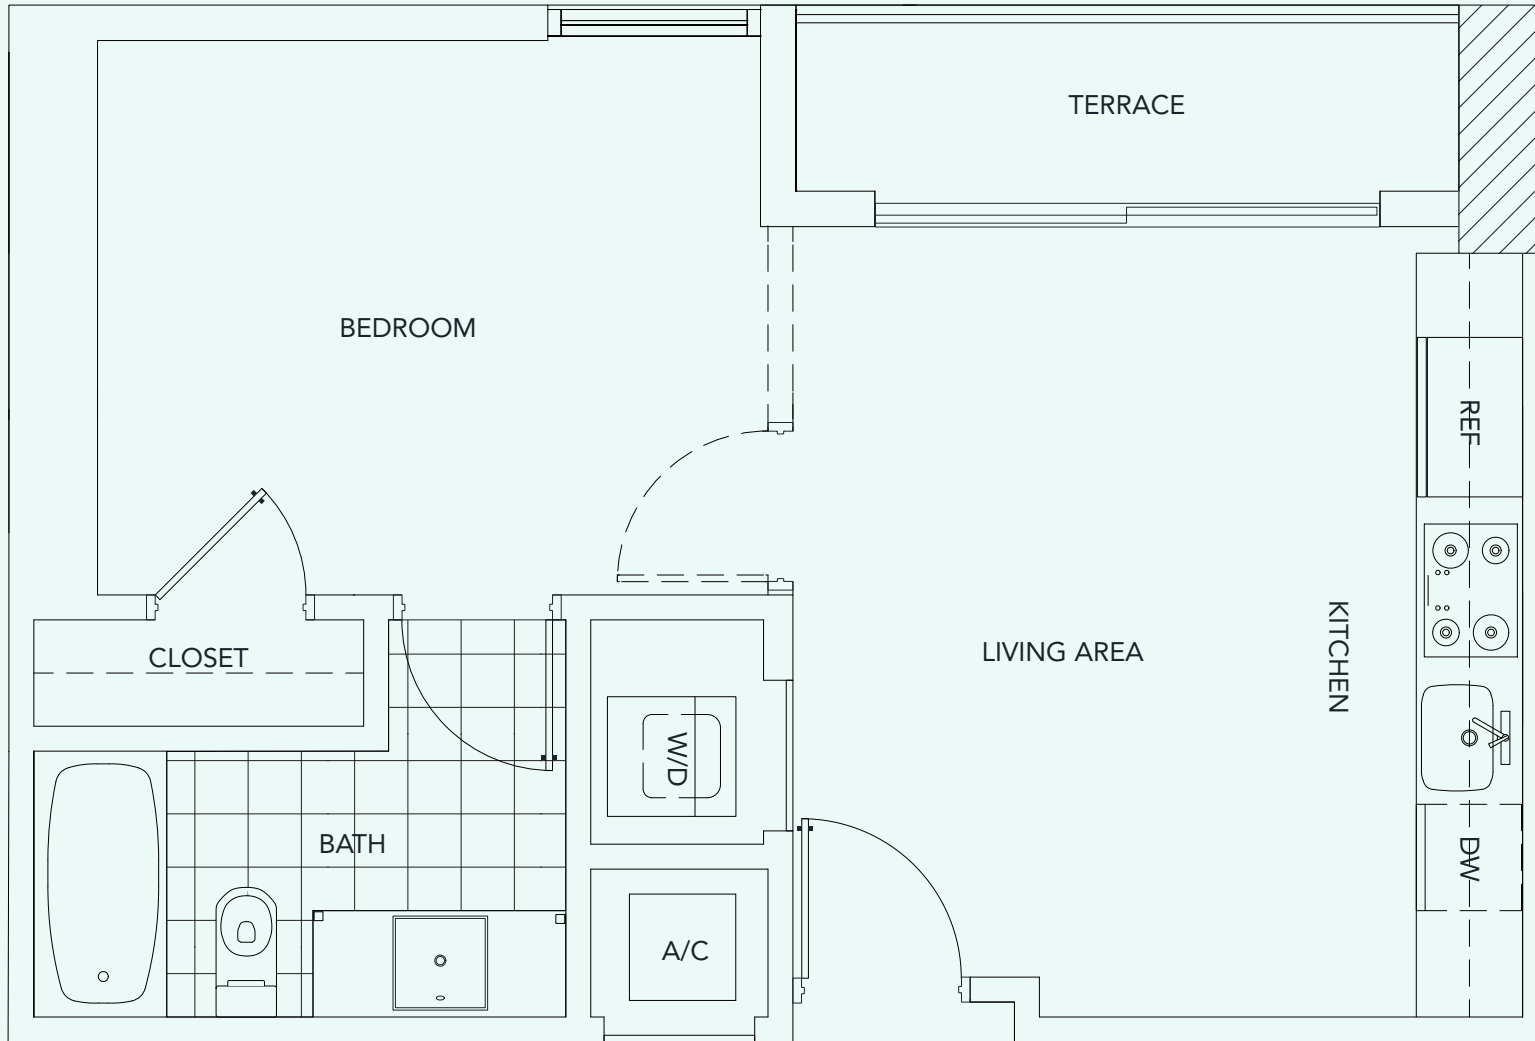 TERRACE
BEDROOM
REF
KITCHEN
LIVING AREA
CLOSET
W/D
BATH
DW
A/C